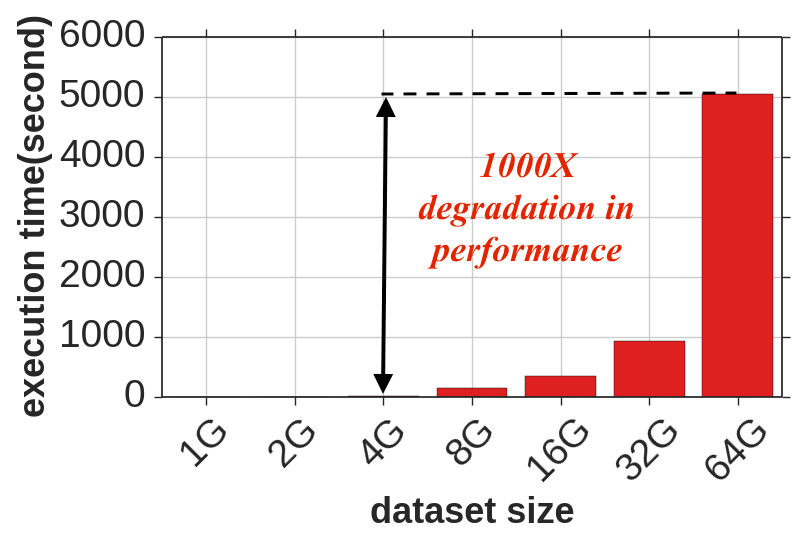 execution time(second)
6000
5000
4000
3000
2000
1000
0
1000X
degradation in
performance
1G
2G
4G
8G
16G
32G
64G
dataset size